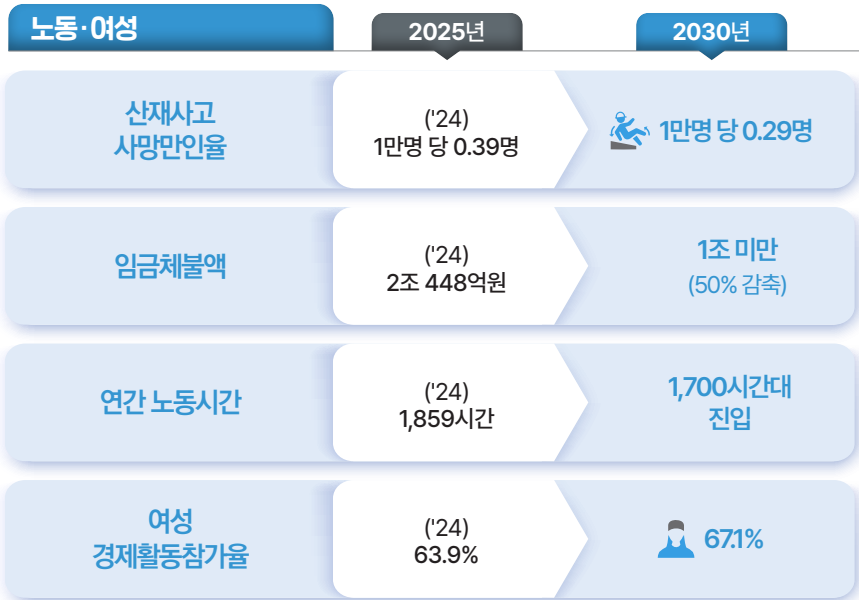 노동·여성
2025년
2030년
산재사고
사망만인율
('24)
1만명 당 0.39명
1만명 당 0.29명
임금체불액
('24)
2조 448억원
1조 미만
(50% 감축)
연간 노동시간
('24)
1,859시간
1,700시간대
진입
여성
경제활동참가율
('24)
63.9%
67.1%